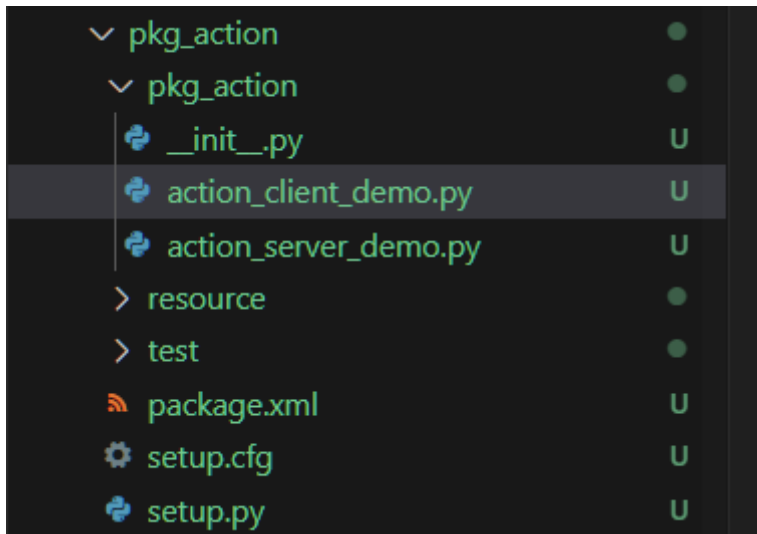 pkg_action
pkg_action
__init__.py U
action_client_demo.py U
action_server_demo.py U
resource
test
package.xml U
setup.cfg U
setup.py U